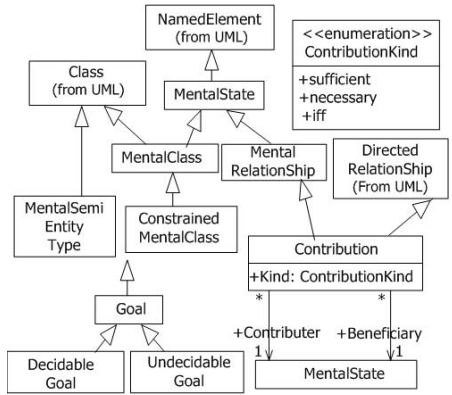 NamedElement
(from UML)
<<enumeration>>
ContributionKind
+sufficient
+necessary
+iff
Class
(from UML)
MentalState
MentalClass
Mental
RelationShip
Directed
RelationShip
(From UML)
MentalSemi
Entity
Type
Constrained
MentalClass
Contribution
+Kind: ContributionKind
* *
Goal
+Contributer +Beneficiary
1 1
Decidable
Goal
Undecidable
Goal
MentalState